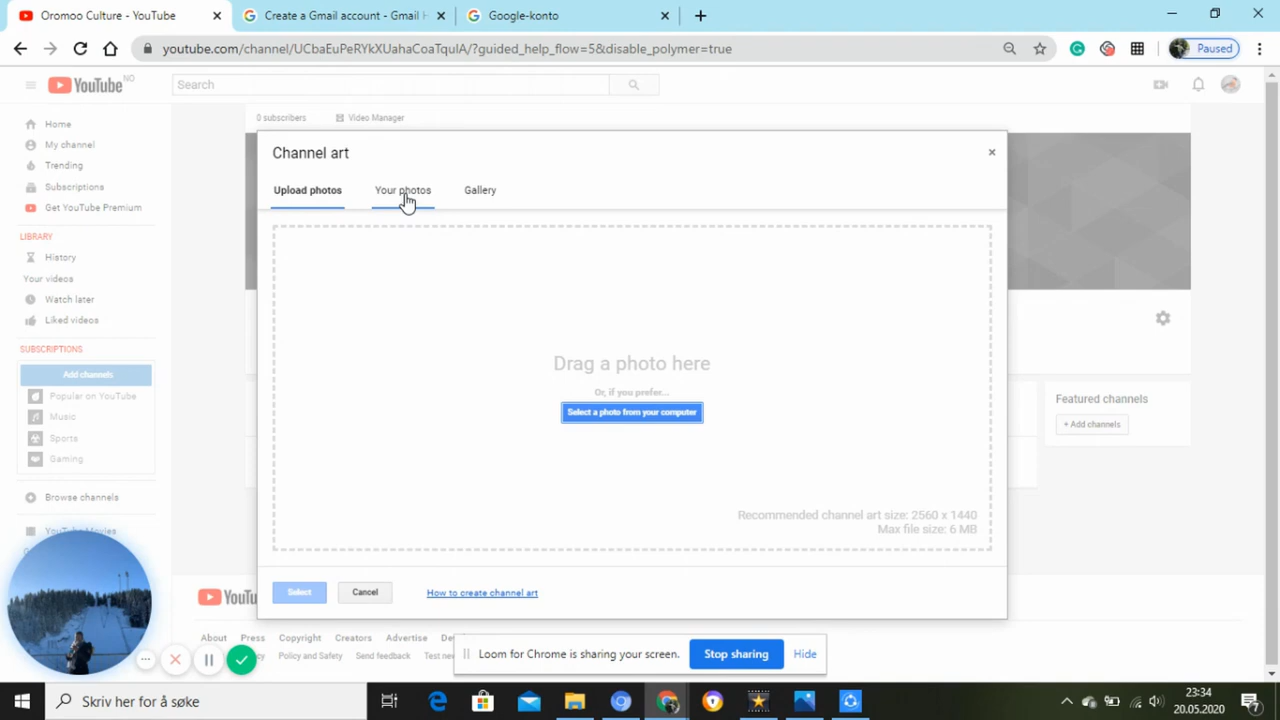 Oromoo Culture - YouTube
Create a Gmail account - Gmail H
Google-konto
youtube.com/channel/UCbaEuPeRYkXUahaCoaTquIA/?guided_help_flow=5&disable_polymer=true
Paused
YouTube NO
Search
0 subscribers
Video Manager
Home
My channel
Trending
Subscriptions
Get YouTube Premium
LIBRARY
History
Your videos
Watch later
Liked videos
SUBSCRIPTIONS
Add channels
Popular on YouTube
Music
Sports
Gaming
Browse channels
YouTube Movies
Channel art
Upload photos
Your photos
Gallery
Drag a photo here
Or, if you prefer...
Select a photo from your computer
Recommended channel art size: 2560 x 1440
Max file size: 6 MB
Select
Cancel
How to create channel art
Featured channels
+ Add channels
About Press Copyright Creators Advertise
Policy and Safety Send feedback
Loom for Chrome is sharing your screen.
Stop sharing
Hide
Skriv her for å søke
23:34
20.05.2020
7